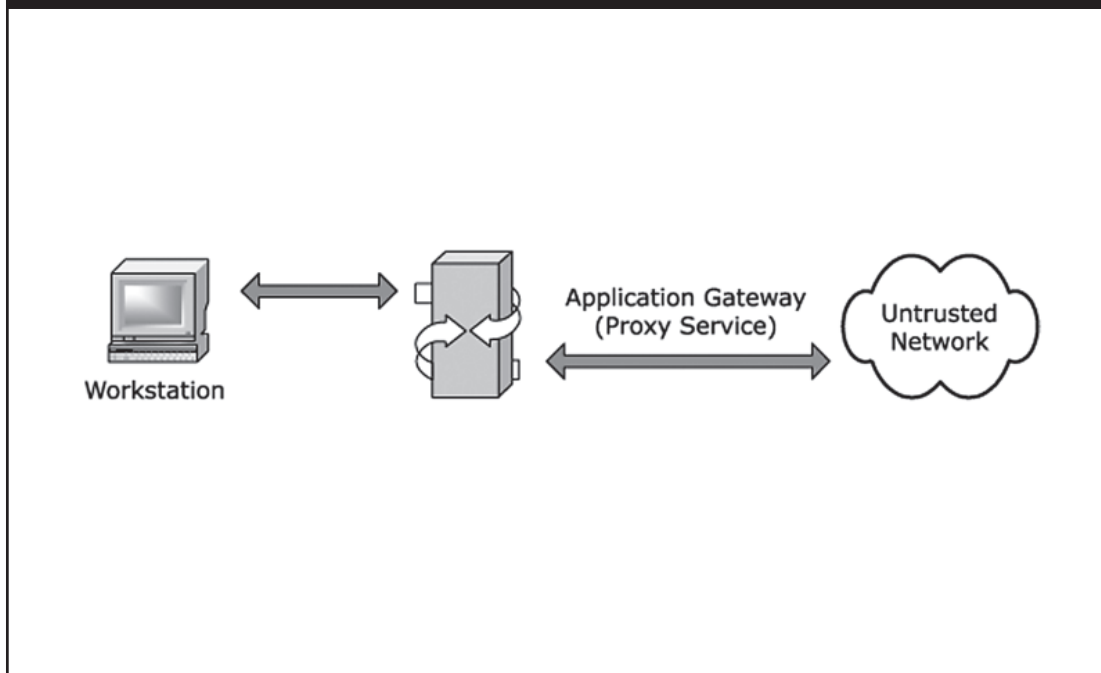 Workstation
Application Gateway
(Proxy Service)
Untrusted
Network